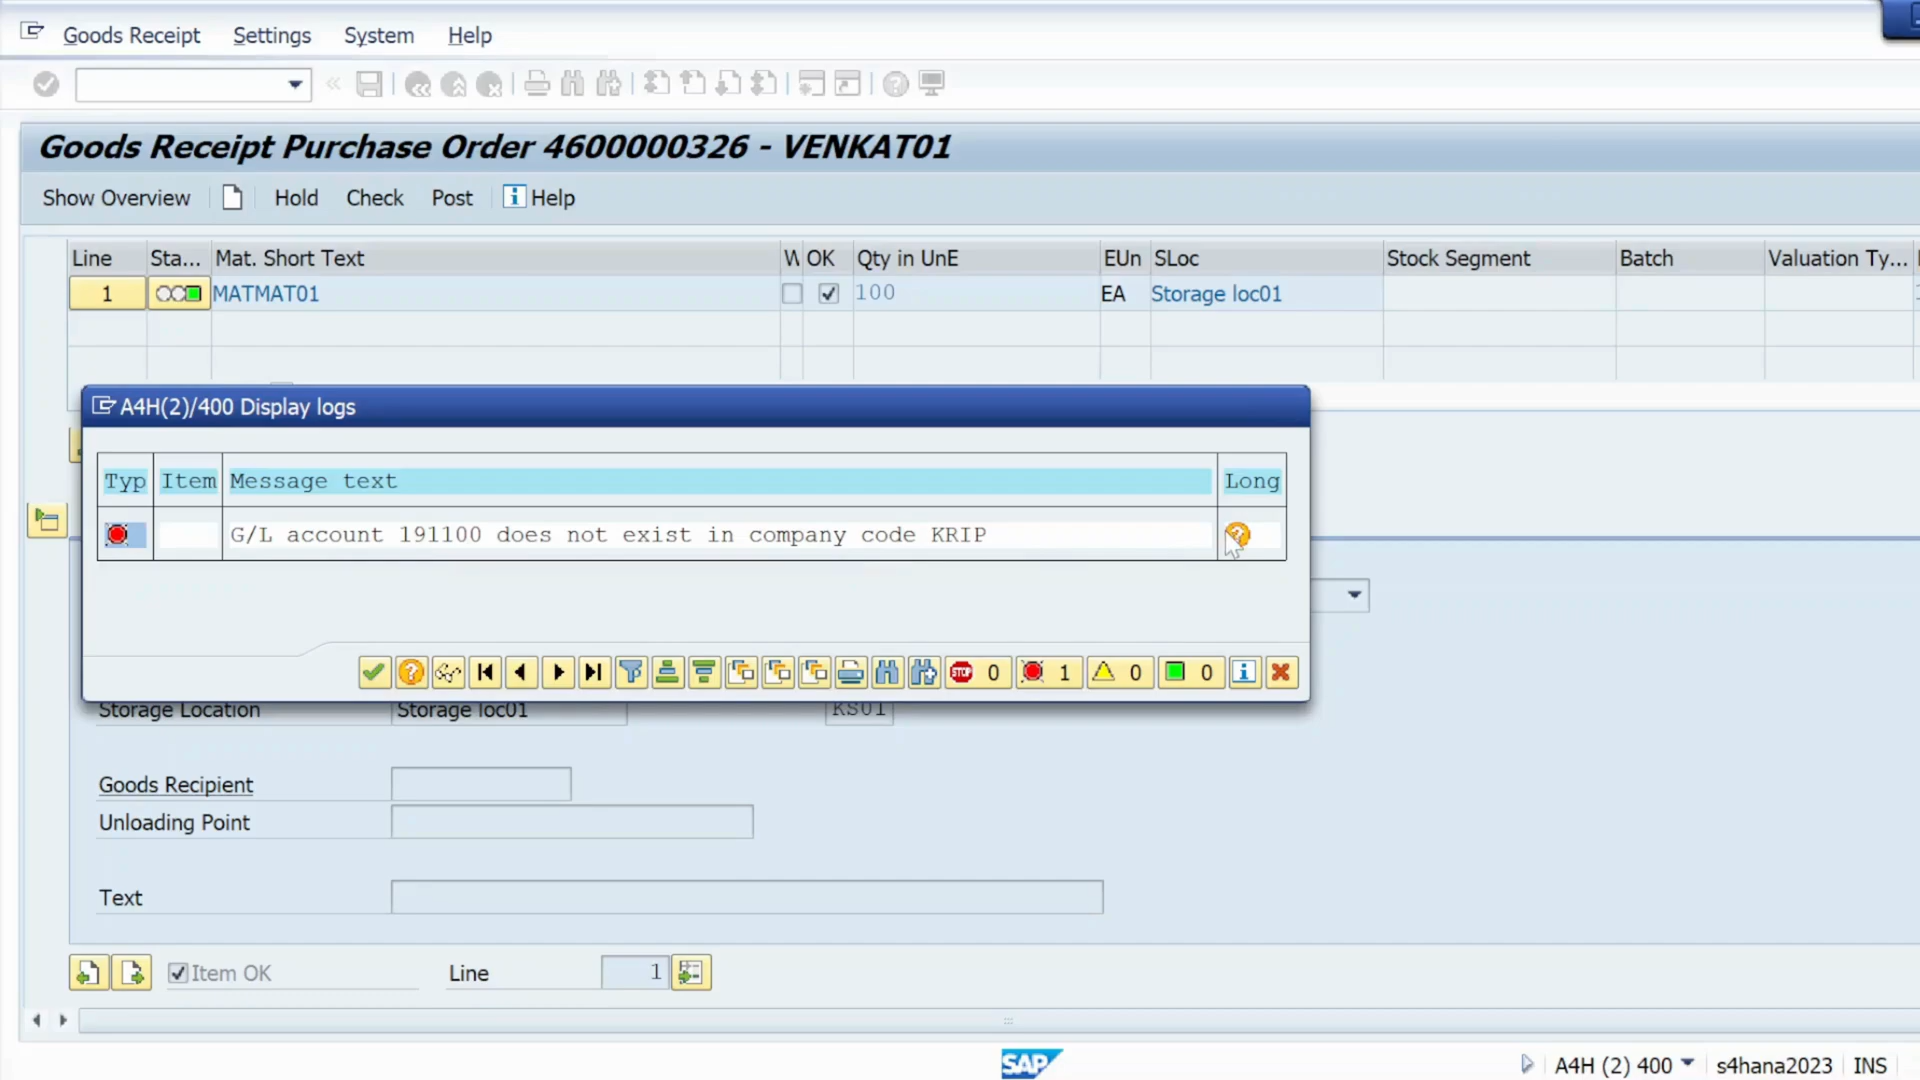 Goods Receipt Settings System Help
Goods Receipt Purchase Order 4600000326 - VENKAT01
Show Overview Hold Check Post Help
Line Sta... Mat. Short Text W OK Qty in UnE EUn SLoc Stock Segment Batch Valuation Ty...
1 MATMAT01 100 EA Storage loc01
A4H(2)/400 Display logs
Typ Item Message text Long
G/L account 191100 does not exist in company code KRIP
STOP 0 1 0 0
Storage Location Storage loc01 KS01
Goods Recipient
Unloading Point
Text
Item OK Line 1
SAP A4H (2) 400 s4hana2023 INS